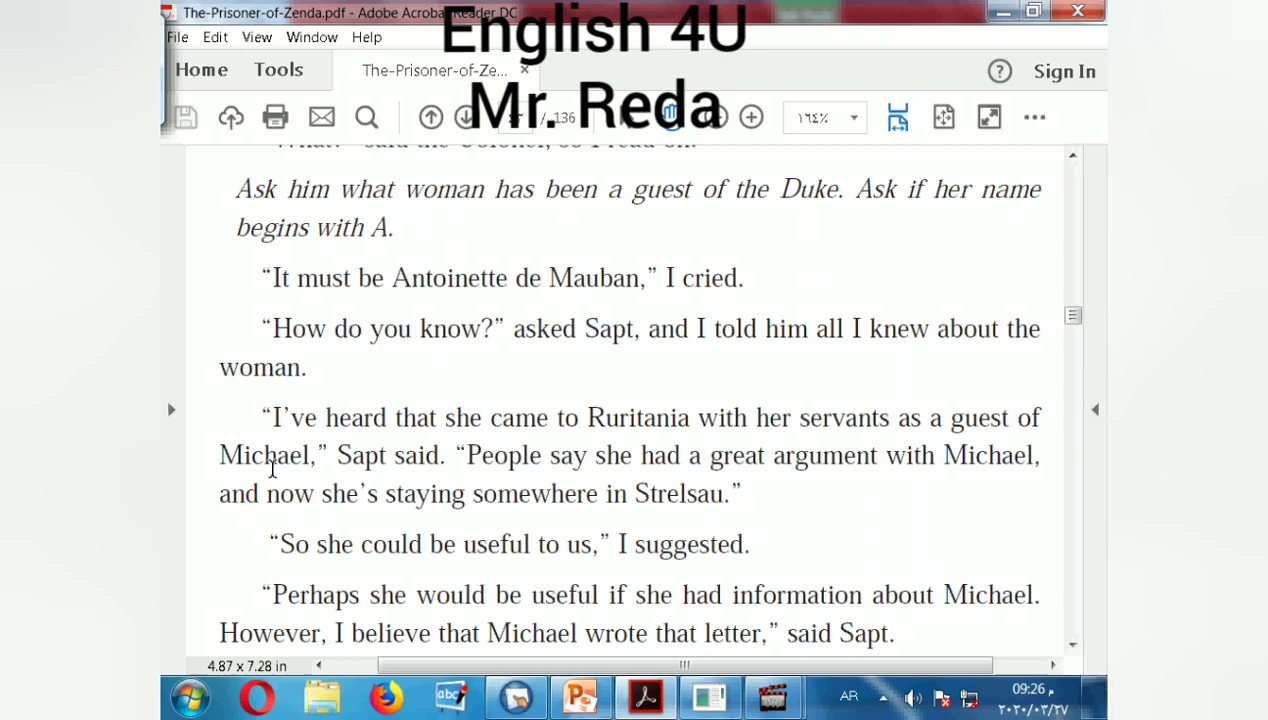 The-Prisoner-of-Zenda.pdf - Adobe Acrobat Reader DC
English 4U
File Edit View Window Help
Home Tools The-Prisoner-of-Ze... Sign In
Mr. Reda
/ 136
١٦٤٪
Ask him what woman has been a guest of the Duke. Ask if her name
begins with A.
“It must be Antoinette de Mauban,” I cried.
“How do you know?” asked Sapt, and I told him all I knew about the
woman.
“I’ve heard that she came to Ruritania with her servants as a guest of
Michael,” Sapt said. “People say she had a great argument with Michael,
and now she’s staying somewhere in Strelsau.”
“So she could be useful to us,” I suggested.
“Perhaps she would be useful if she had information about Michael.
However, I believe that Michael wrote that letter,” said Sapt.
4.87 x 7.28 in
abc
AR
09:26 م
٢٠٢٠/٠٣/٢٧